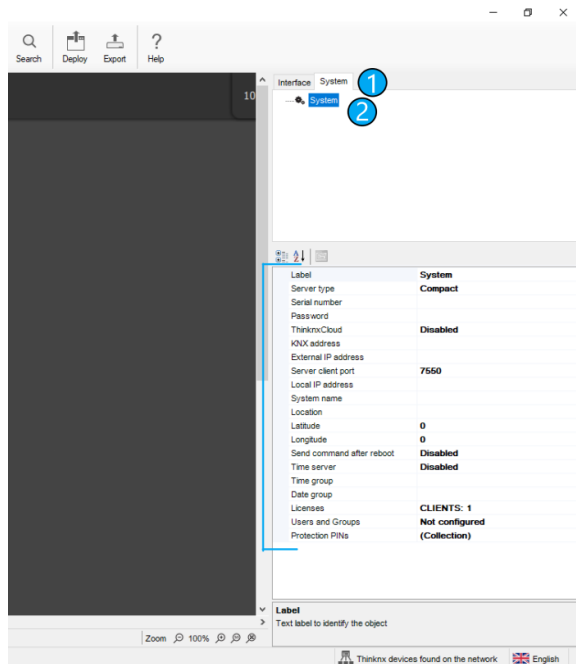 Search Deploy Export Help
10
Interface System 1
System
2
Label System
Server type Compact
Serial number
Password
ThinknxCloud Disabled
KNX address
External IP address
Server client port 7550
Local IP address
System name
Location
Latitude 0
Longitude 0
Send command after reboot Disabled
Time server Disabled
Time group
Date group
Licenses CLIENTS: 1
Users and Groups Not configured
Protection PINs (Collection)
Label
Text label to identify the object
Zoom 100%
Thinknx devices found on the network English